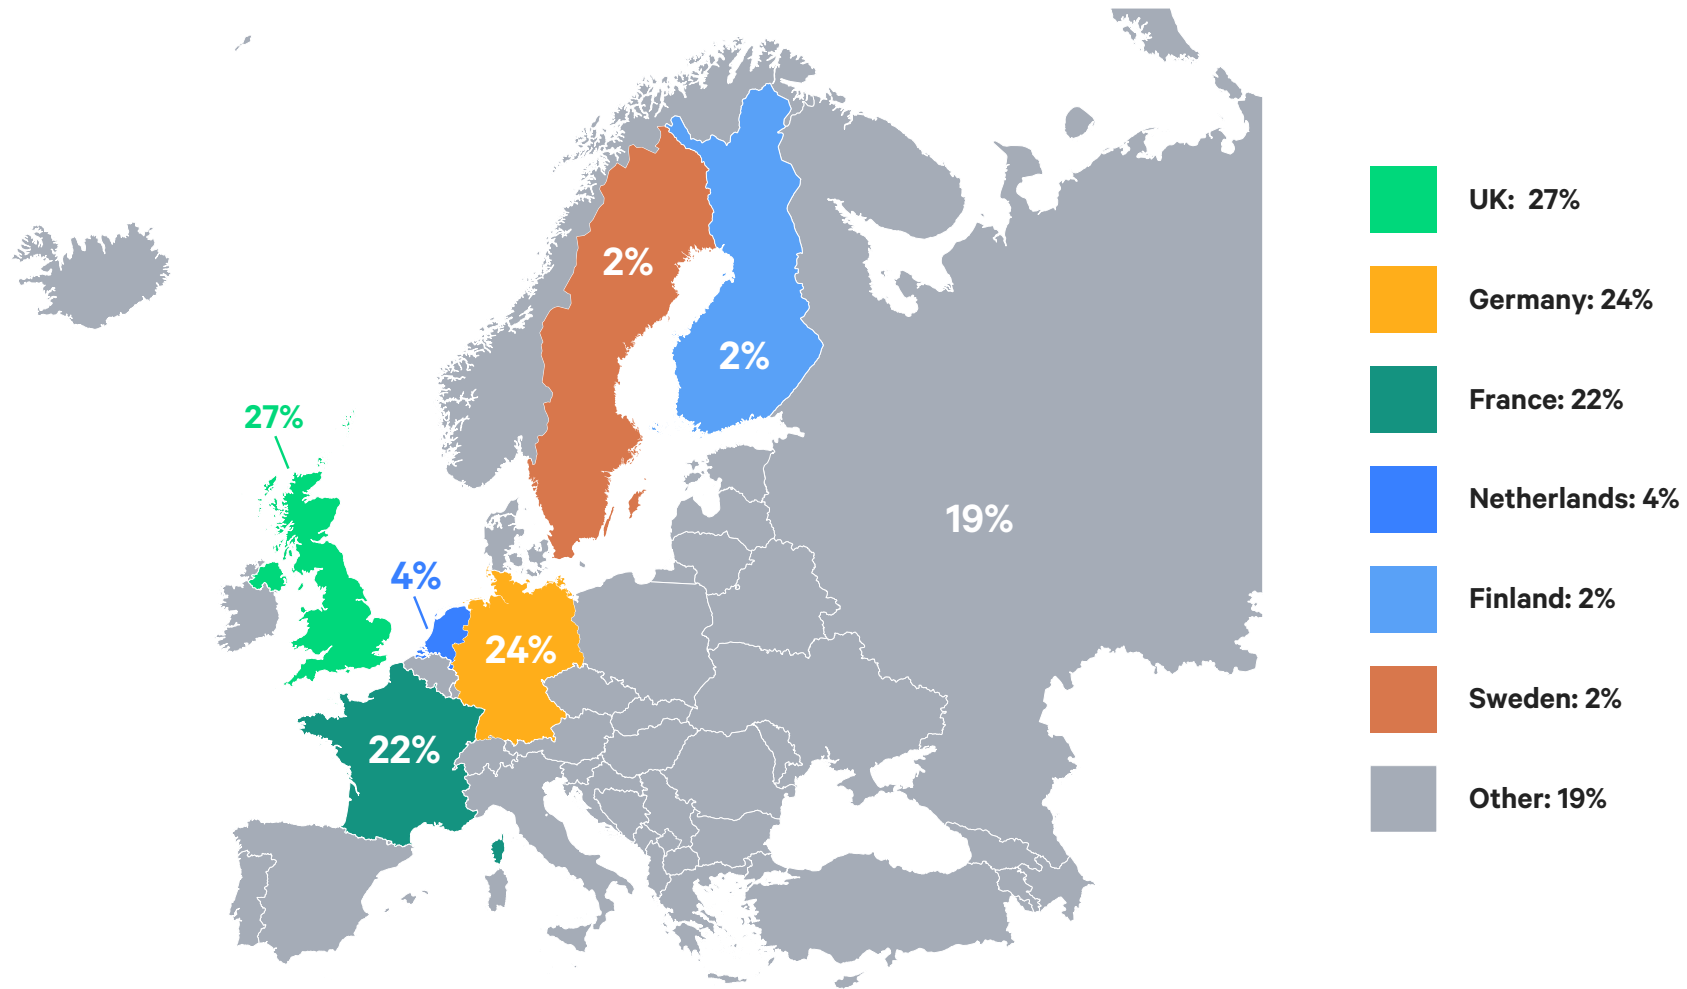 2%
2%
27%
19%
4%
24%
22%
UK: 27%
Germany: 24%
France: 22%
Netherlands: 4%
Finland: 2%
Sweden: 2%
Other: 19%